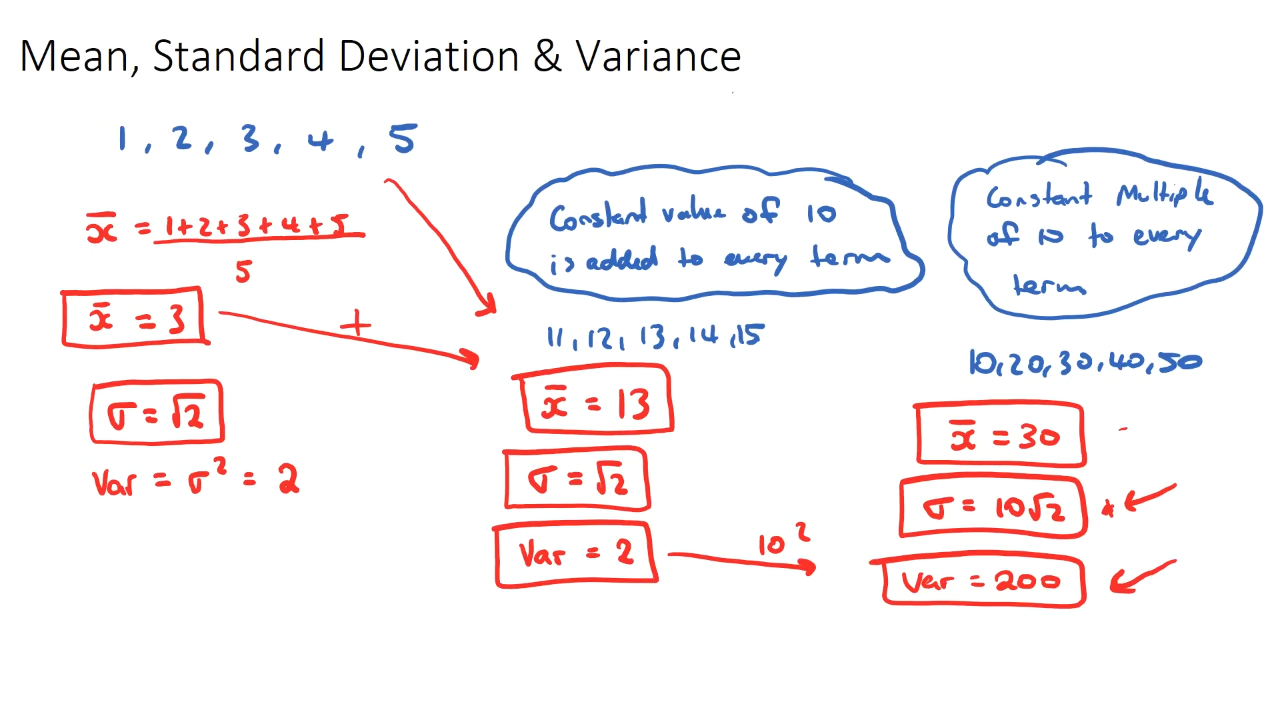 Mean, Standard Deviation & Variance
1, 2, 3, 4, 5
x̄ = 1+2+3+4+5
5
x̄ = 3
σ = √2
Var = σ² = 2
+
Constant value of 10
is added to every term
11, 12, 13, 14, 15
x̄ = 13
σ = √2
Var = 2
10²
Constant Multiple
of 10 to every
term
10, 20, 30, 40, 50
x̄ = 30
σ = 10√2
Var = 200